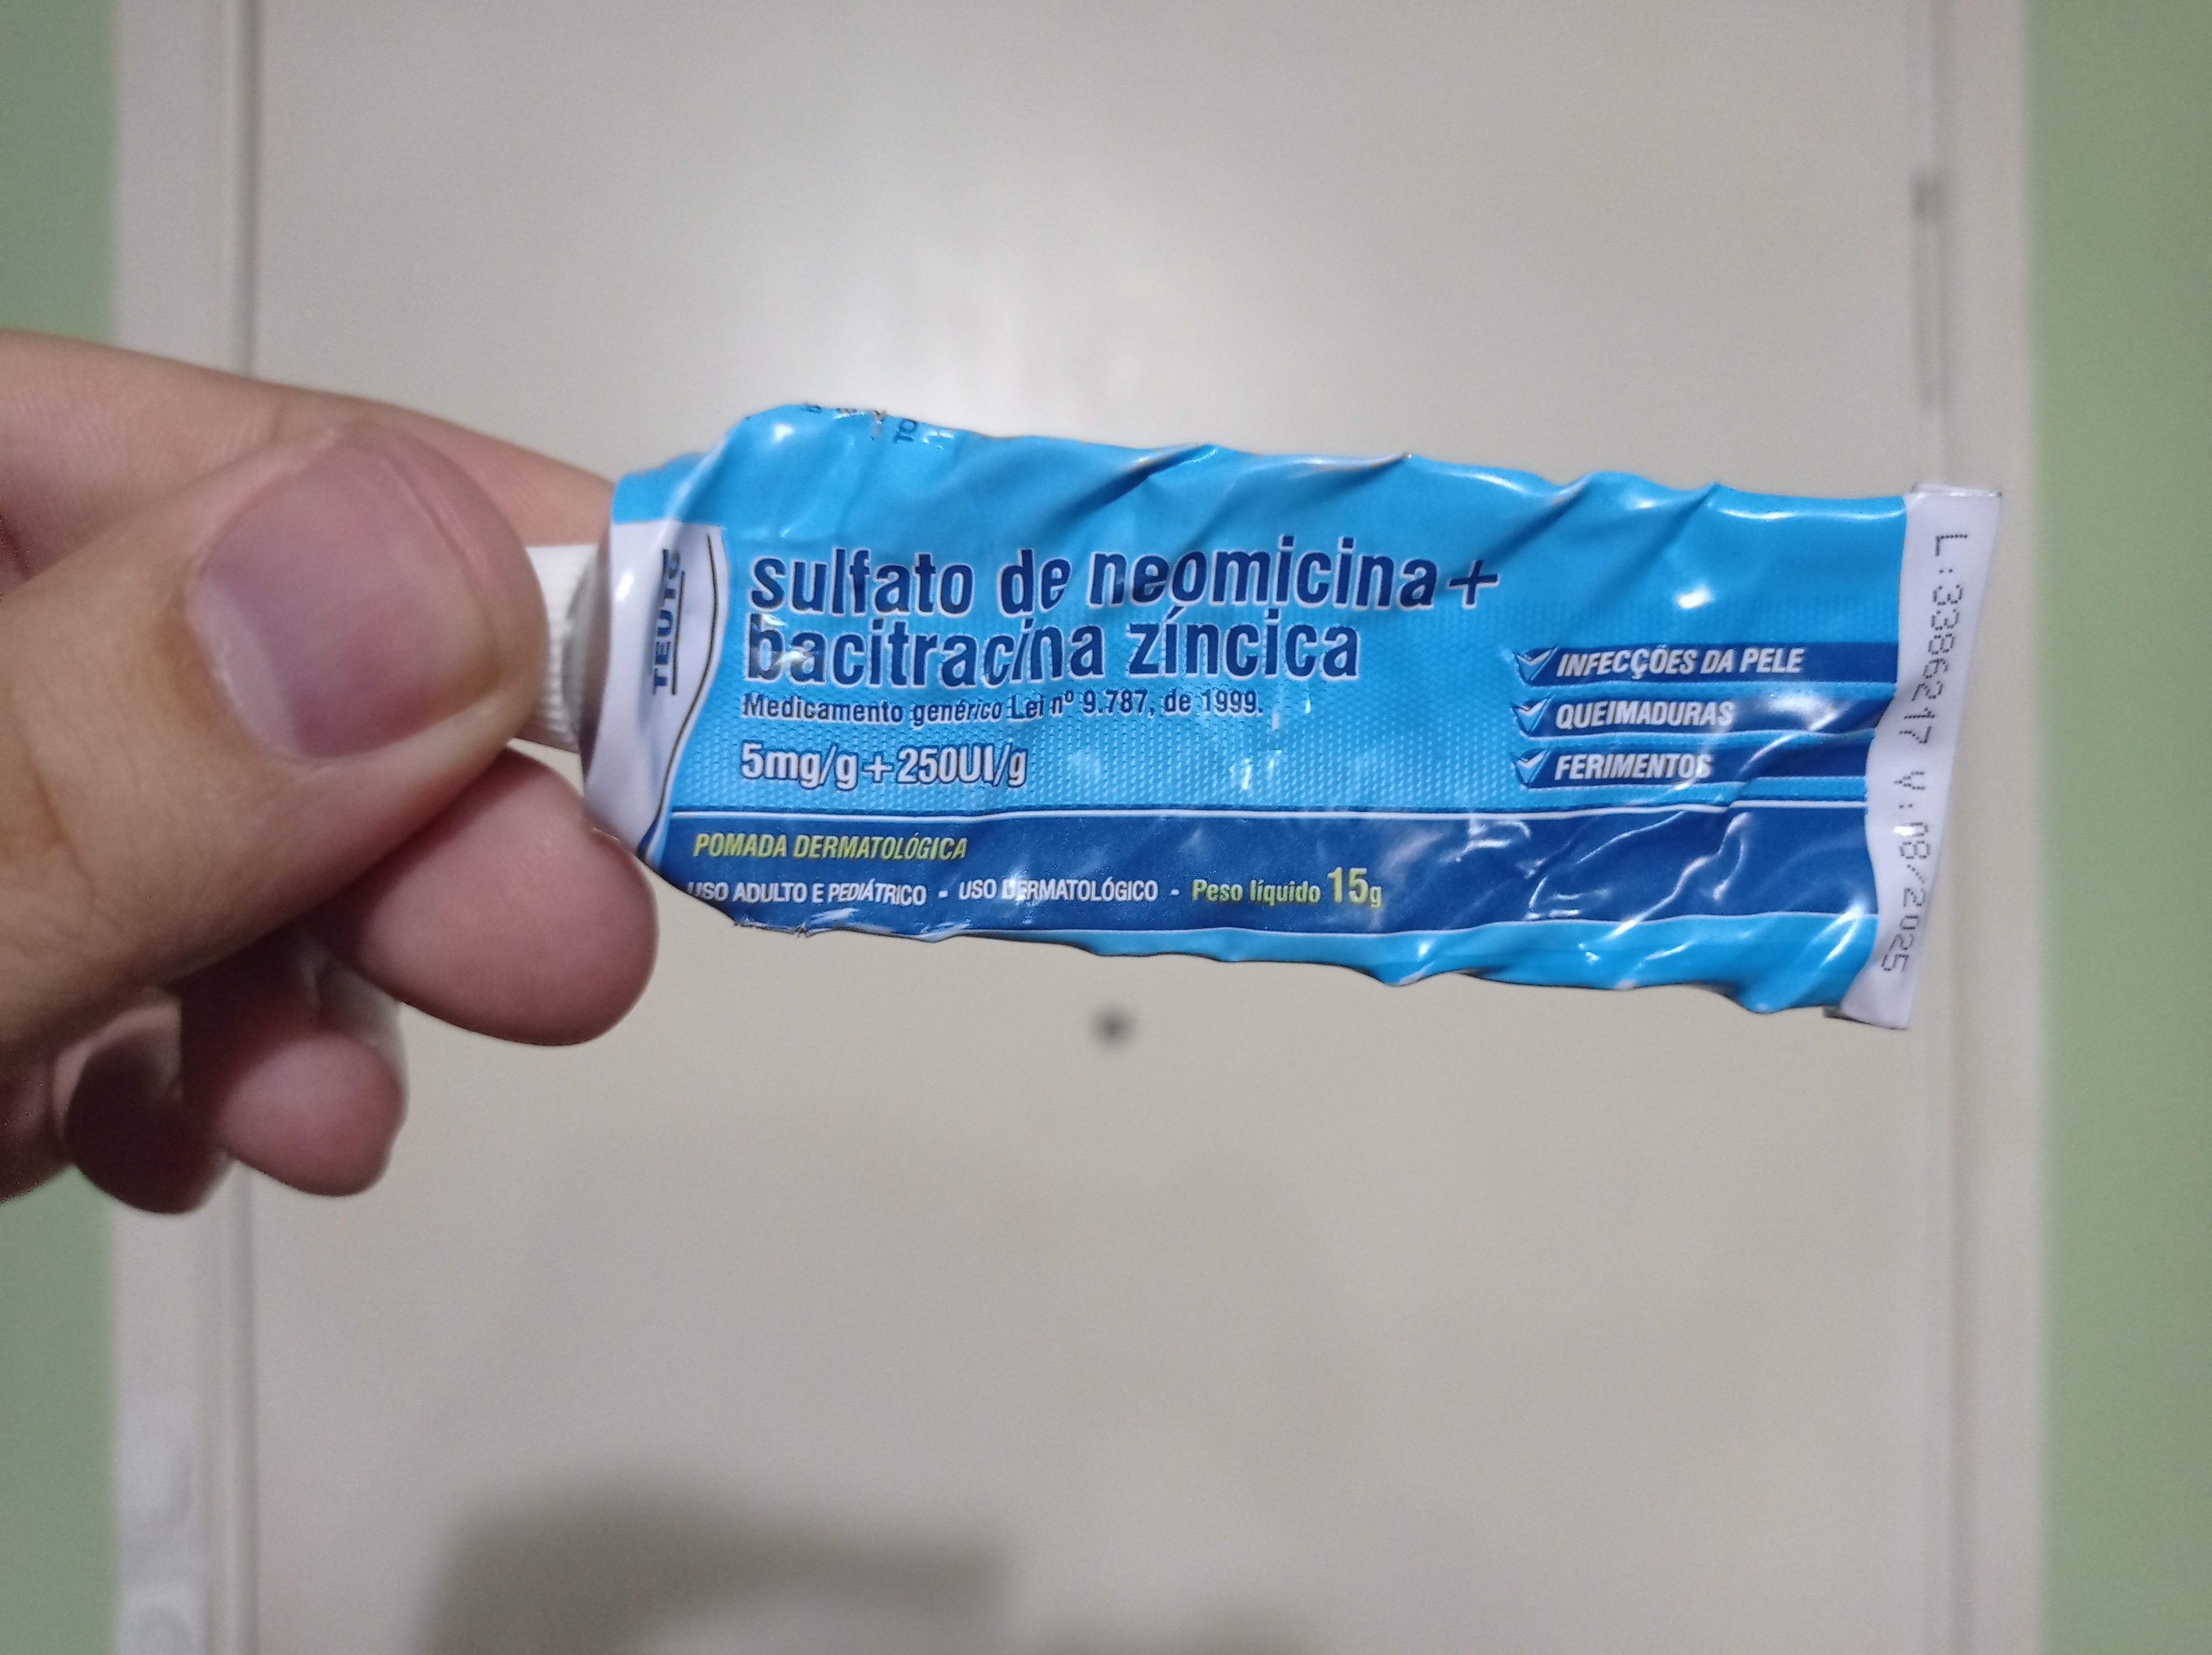 TEUTO
sulfato de neomicina +
bacitracina zíncica
Medicamento genérico Lei nº 9.787, de 1999.
5mg/g + 250UI/g
INFECÇÕES DA PELE
QUEIMADURAS
FERIMENTOS
POMADA DERMATOLÓGICA
USO ADULTO E PEDIÁTRICO - USO DERMATOLÓGICO - Peso líquido 15g
L:3386217 V:08/2025